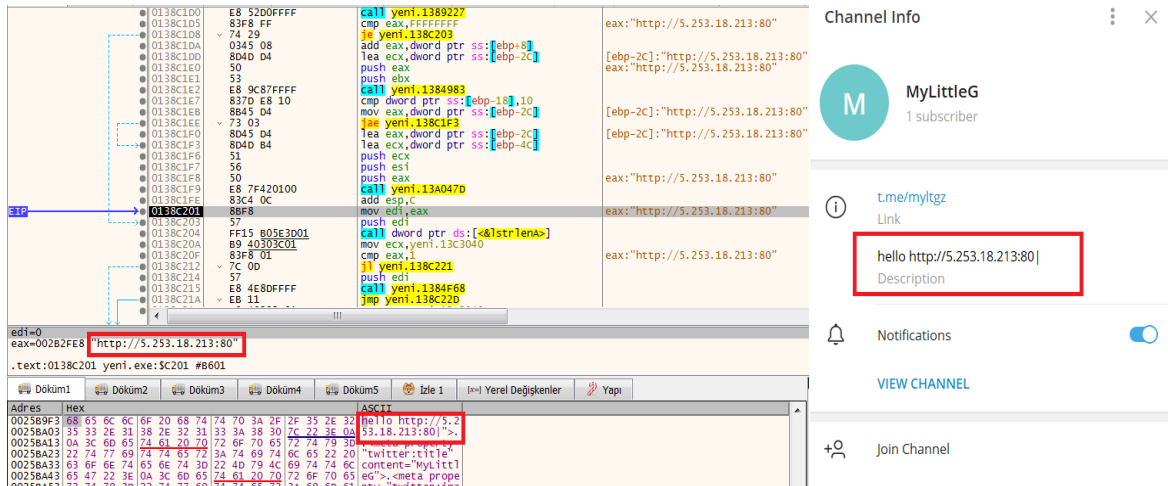 0138C1D0 E8 52D0FFFF call yeni.1389227
0138C1D5 83F8 FF cmp eax,FFFFFFFF eax:"http://5.253.18.213:80"
0138C1D8 74 29 je yeni.138C203
0138C1DA 0345 08 add eax,dword ptr ss:[ebp+8]
0138C1DD 8D4D D4 lea ecx,dword ptr ss:[ebp-2C] [ebp-2C]:"http://5.253.18.213:80"
0138C1E0 50 push eax eax:"http://5.253.18.213:80"
0138C1E1 53 push ebx
0138C1E2 E8 9C87FFFF call yeni.1384983
0138C1E7 837D E8 10 cmp dword ptr ss:[ebp-18],10
0138C1EB 8B45 D4 mov eax,dword ptr ss:[ebp-2C] [ebp-2C]:"http://5.253.18.213:80"
0138C1EE 73 03 jae yeni.138C1F3
0138C1F0 8D45 D4 lea eax,dword ptr ss:[ebp-2C] [ebp-2C]:"http://5.253.18.213:80"
0138C1F3 8D4D B4 lea ecx,dword ptr ss:[ebp-4C]
0138C1F6 51 push ecx
0138C1F7 56 push esi
0138C1F8 50 push eax eax:"http://5.253.18.213:80"
0138C1F9 E8 7F420100 call yeni.13A047D
0138C1FE 83C4 0C add esp,C
EIP 0138C201 8BF8 mov edi,eax eax:"http://5.253.18.213:80"
0138C203 57 push edi
0138C204 FF15 B05E3D01 call dword ptr ds:[<&lstrlenA>]
0138C20A B9 40303C01 mov ecx,yeni.13C3040
0138C20F 83F8 01 cmp eax,1 eax:"http://5.253.18.213:80"
0138C212 7C 0D jl yeni.138C221
0138C214 57 push edi
0138C215 E8 4E8DFFFF call yeni.1384F68
0138C21A EB 11 jmp yeni.138C22D
edi=0
eax=002B2FE8 "http://5.253.18.213:80"
.text:0138C201 yeni.exe:$C201 #B601
Döküm1 Döküm2 Döküm3 Döküm4 Döküm5 İzle 1 [x=] Yerel Değişkenler Yapı
Adres Hex ASCII
0025B9F3 68 65 6C 6C 6F 20 68 74 74 70 3A 2F 2F 35 2E 32 hello http://5.2
0025BA03 35 33 2E 31 38 2E 32 31 33 3A 38 30 7C 22 3E 0A 53.18.213:80|">.
0025BA13 0A 3C 6D 65 74 61 20 70 72 6F 70 65 72 74 79 3D
0025BA23 22 74 77 69 74 74 65 72 3A 74 69 74 6C 65 22 20 "twitter:title"
0025BA33 63 6F 6E 74 65 6E 74 3D 22 4D 79 4C 69 74 74 6C content="MyLittl
0025BA43 65 47 22 3E 0A 3C 6D 65 74 61 20 70 72 6F 70 65 eG">.<meta prope
Channel Info
M
MyLittleG
1 subscriber
t.me/myltgz
Link
hello http://5.253.18.213:80|
Description
Notifications
VIEW CHANNEL
Join Channel